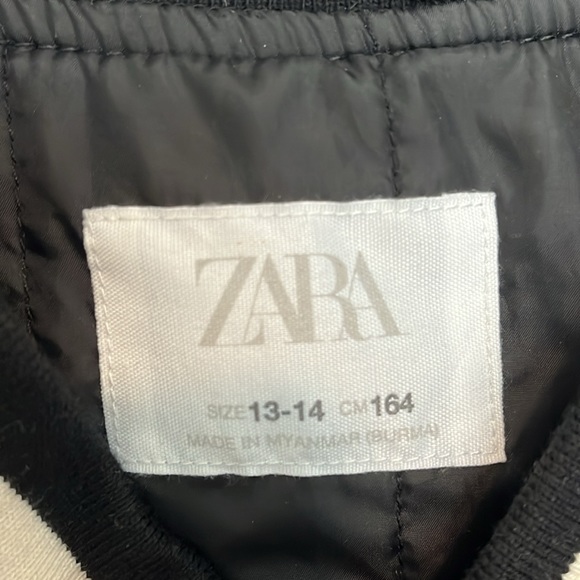 ZARA
SIZE 13-14 CM 164
MADE IN MYANMAR (BURMA)